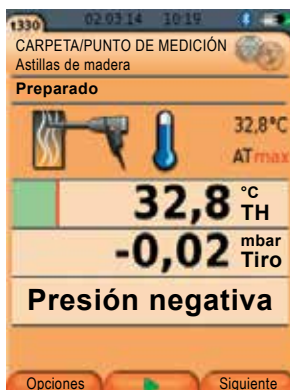 t330 02.03.14 10:19
CARPETA/PUNTO DE MEDICIÓN
Astillas de madera
Preparado
32,8°C
ATmax
32,8 °C TH
-0,02 mbar Tiro
Presión negativa
Opciones Siguiente